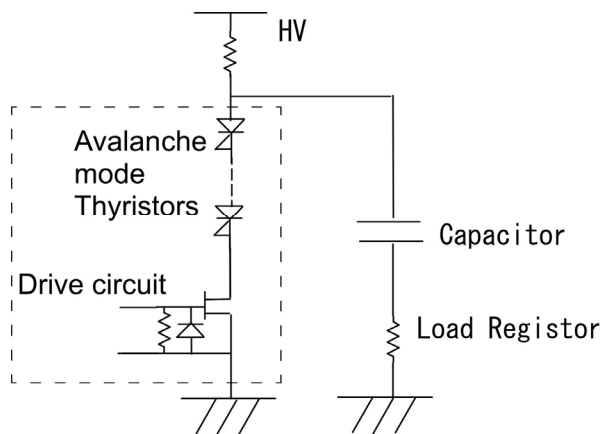 HV
Avalanche
mode
Thyristors
Capacitor
Drive circuit
Load Registor